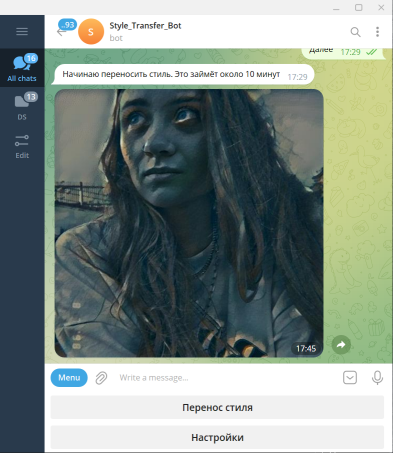 ..93
S
Style_Transfer_Bot
bot
16
All chats
13
DS
Edit
Далее 17:29
Начинаю переносить стиль. Это займёт около 10 минут 17:29
17:45
Menu
Write a message...
Перенос стиля
Настройки